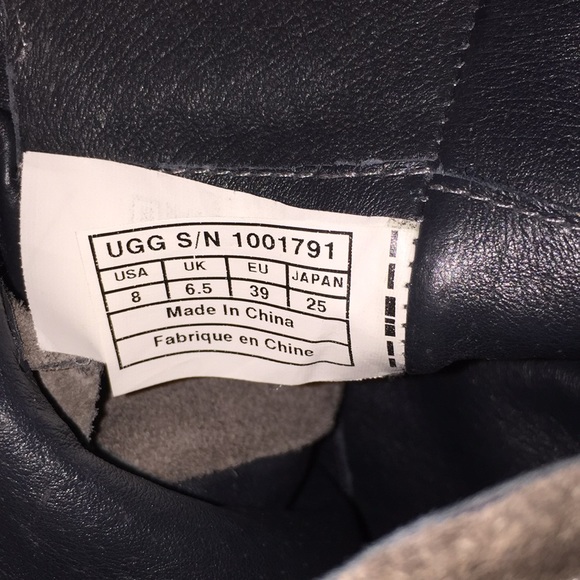 UGG S/N 1001791
USA UK EU JAPAN
8 6.5 39 25
Made In China
Fabrique en Chine